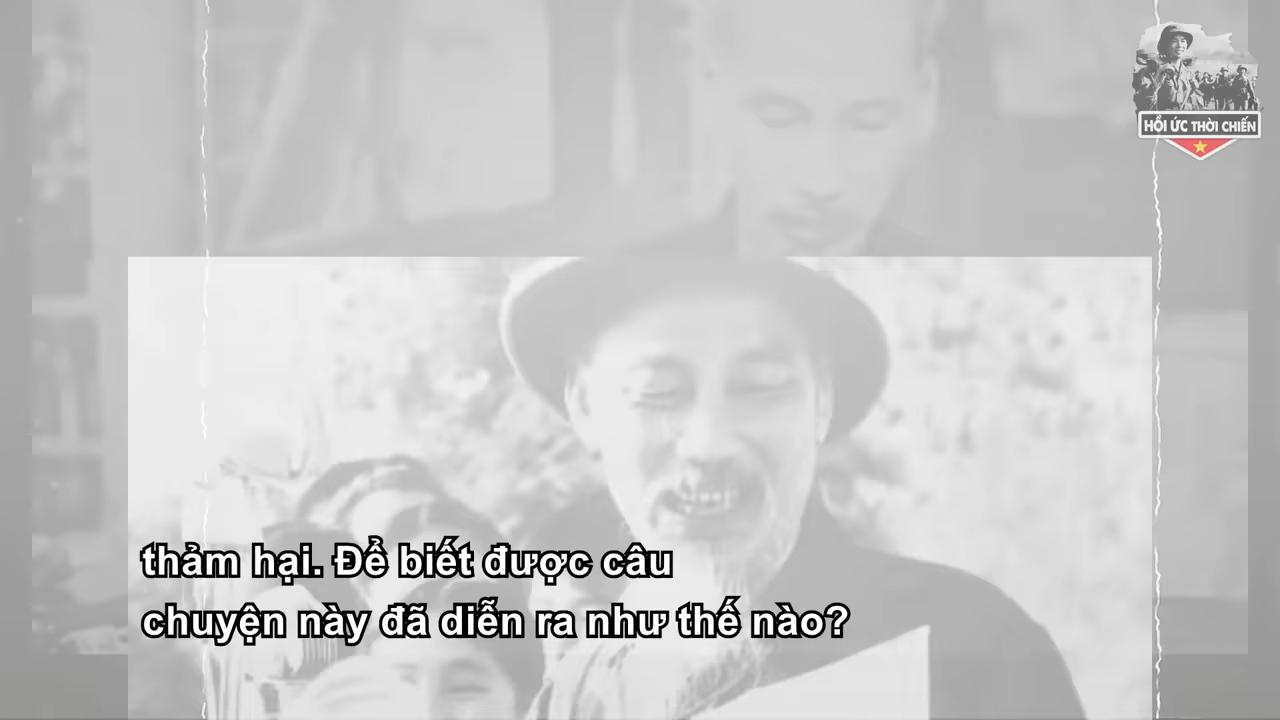 HỒI ỨC THỜI CHIẾN
thảm hại. Để biết được câu
chuyện này đã diễn ra như thế nào?